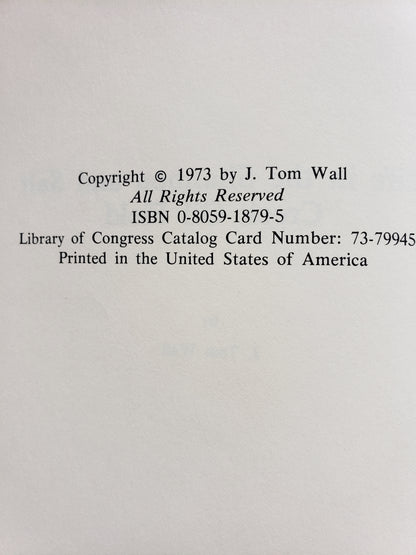 Copyright © 1973 by J. Tom Wall
All Rights Reserved
ISBN 0-8059-1879-5
Library of Congress Catalog Card Number: 73-79945
Printed in the United States of America